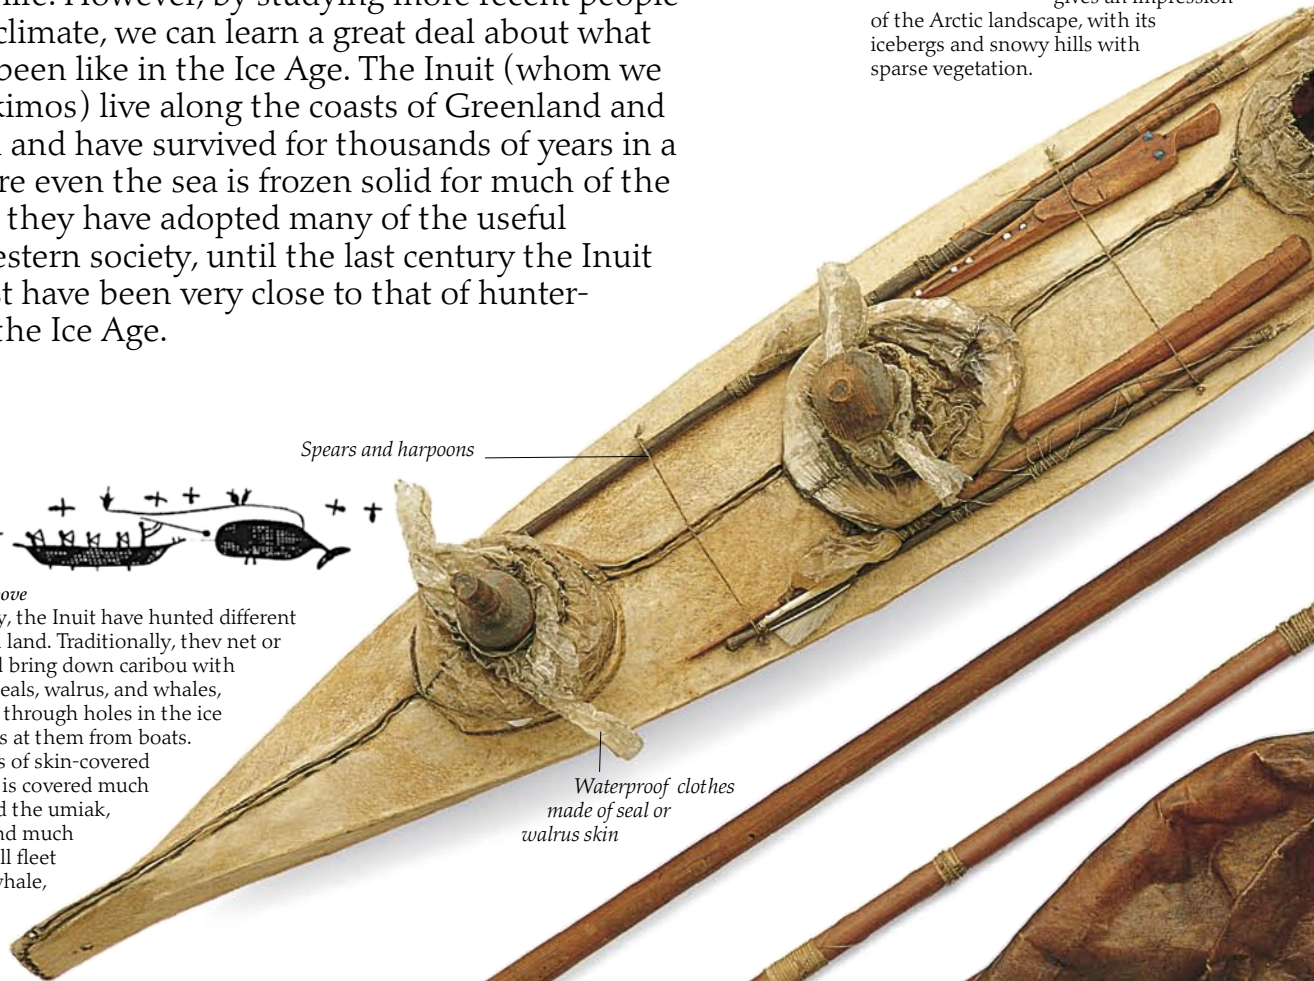 climate, we can learn a great deal about what
been like in the Ice Age. The Inuit (whom we
kimos) live along the coasts of Greenland and
and have survived for thousands of years in a
re even the sea is frozen solid for much of the
they have adopted many of the useful
estern society, until the last century the Inuit
t have been very close to that of hunter-
the Ice Age.
gives an impression
of the Arctic landscape, with its
icebergs and snowy hills with
sparse vegetation.
Spears and harpoons
ove
y, the Inuit have hunted different
land. Traditionally, thev net or
l bring down caribou with
eals, walrus, and whales,
through holes in the ice
s at them from boats.
s of skin-covered
is covered much
d the umiak,
nd much
ll fleet
whale,
Waterproof clothes
made of seal or
walrus skin